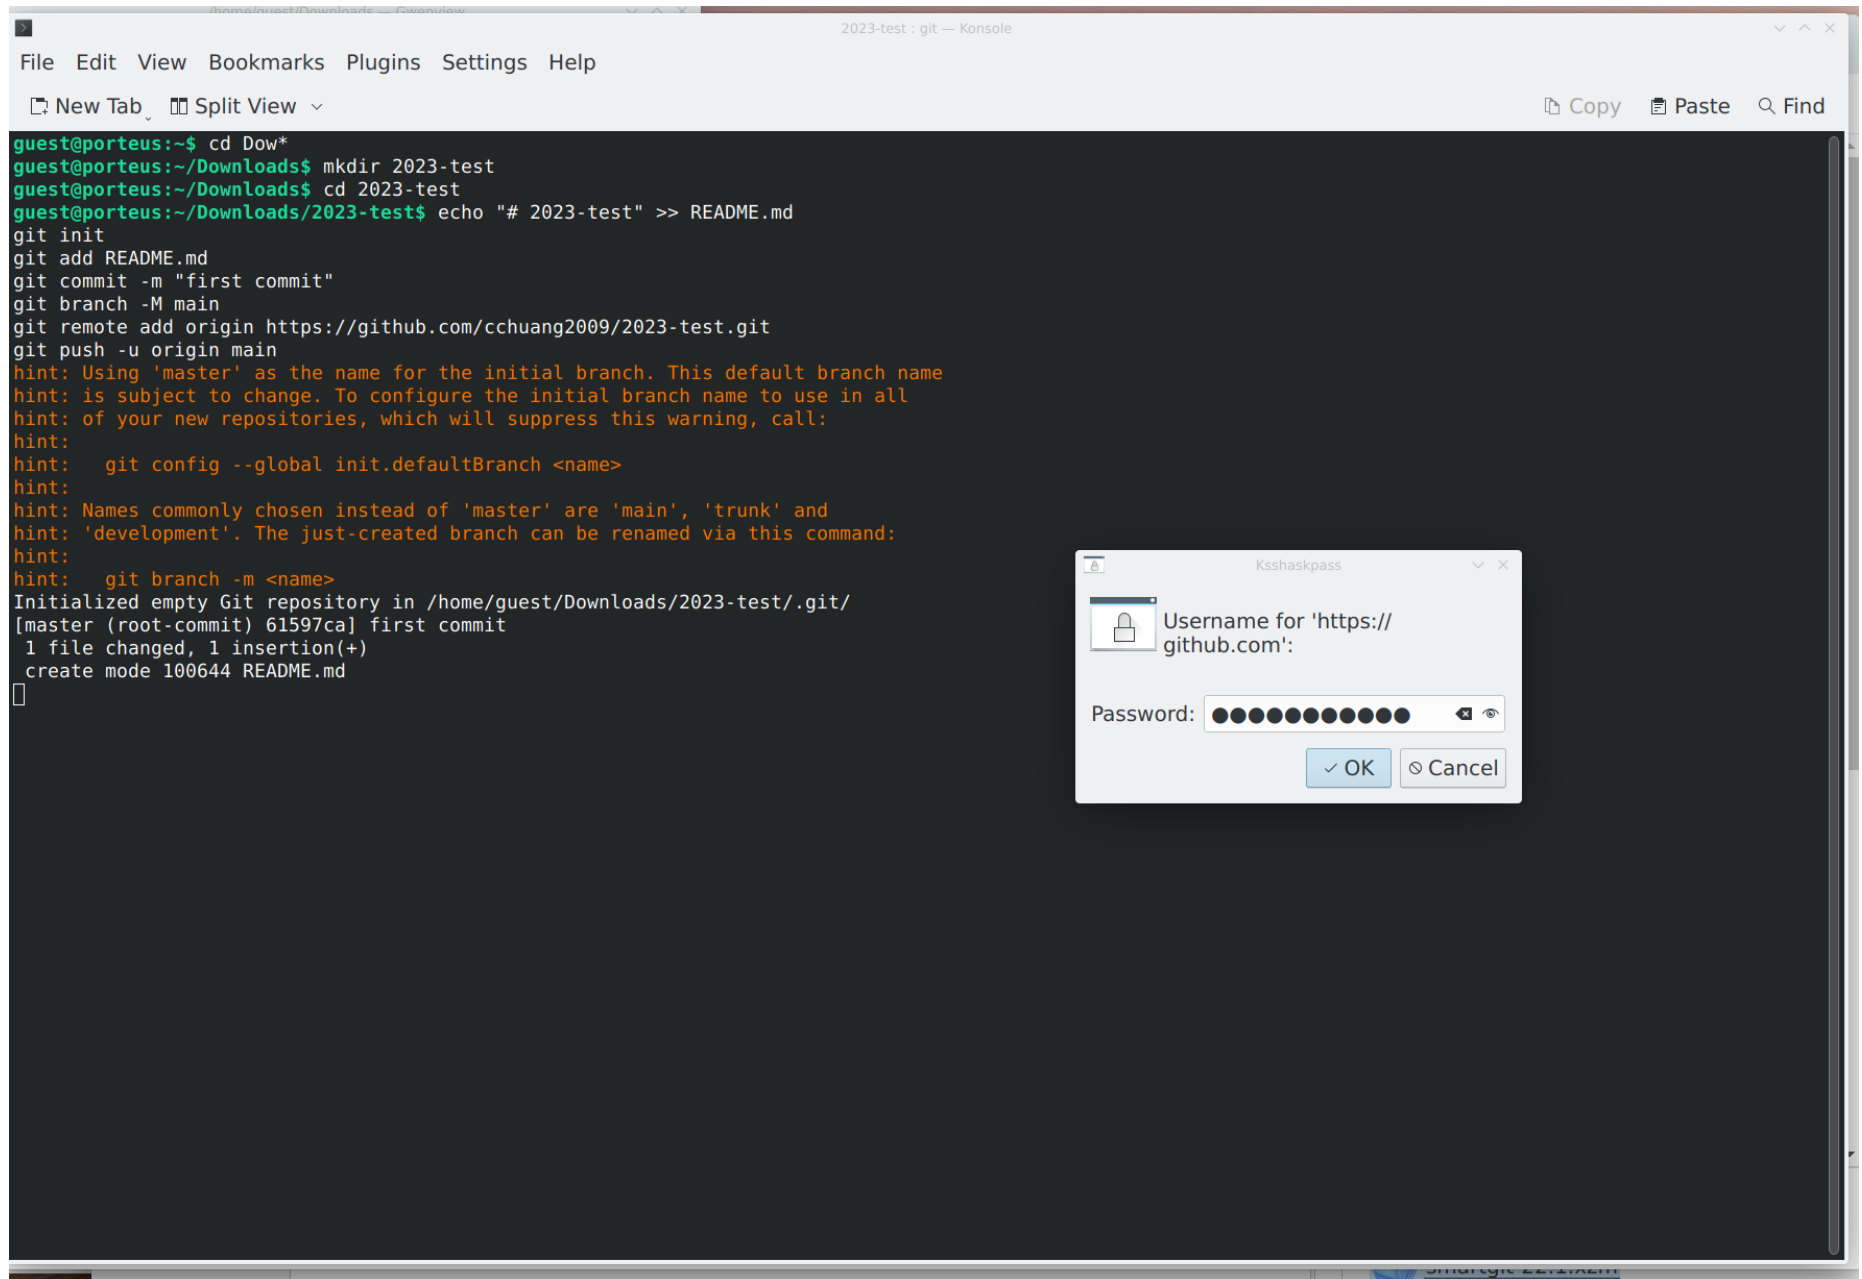 /home/guest/Downloads — Gwenview
2023-test : git — Konsole
File Edit View Bookmarks Plugins Settings Help
New Tab Split View Copy Paste Find
guest@porteus:~$ cd Dow*
guest@porteus:~/Downloads$ mkdir 2023-test
guest@porteus:~/Downloads$ cd 2023-test
guest@porteus:~/Downloads/2023-test$ echo "# 2023-test" >> README.md
git init
git add README.md
git commit -m "first commit"
git branch -M main
git remote add origin https://github.com/cchuang2009/2023-test.git
git push -u origin main
hint: Using 'master' as the name for the initial branch. This default branch name
hint: is subject to change. To configure the initial branch name to use in all
hint: of your new repositories, which will suppress this warning, call:
hint:
hint:   git config --global init.defaultBranch <name>
hint:
hint: Names commonly chosen instead of 'master' are 'main', 'trunk' and
hint: 'development'. The just-created branch can be renamed via this command:
hint:
hint:   git branch -m <name>
Initialized empty Git repository in /home/guest/Downloads/2023-test/.git/
[master (root-commit) 61597ca] first commit
 1 file changed, 1 insertion(+)
 create mode 100644 README.md
Ksshaskpass
Username for 'https://
github.com':
Password: ●●●●●●●●●●●
OK Cancel
smartgit-22.1.xzm